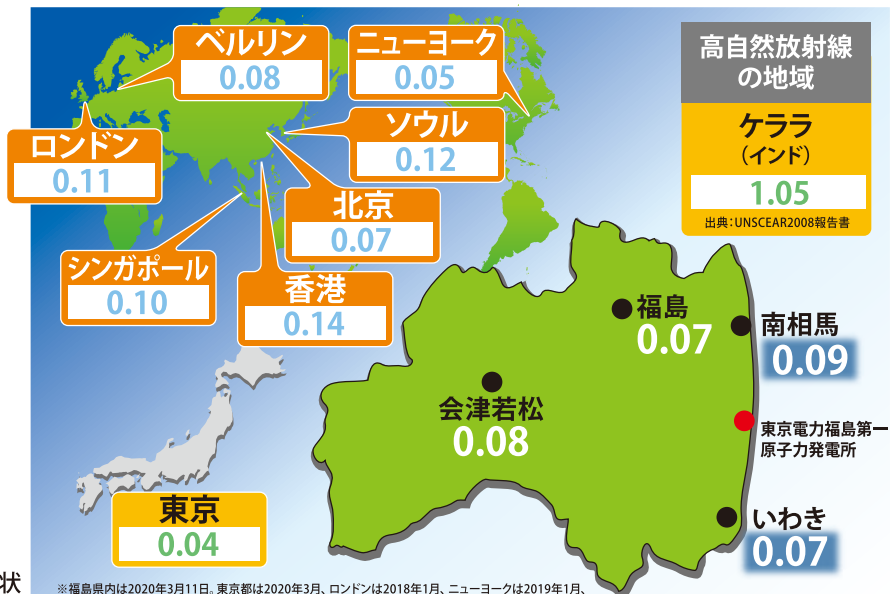 ベルリン
0.08
ニューヨーク
0.05
高自然放射線
の地域
ケララ
(インド)
1.05
出典:UNSCEAR2008報告書
ロンドン
0.11
ソウル
0.12
北京
0.07
シンガポール
0.10
香港
0.14
福島
0.07
南相馬
0.09
会津若松
0.08
東京電力福島第一
原子力発電所
東京
0.04
いわき
0.07
状
※福島県内は2020年3月11日。東京都は2020年3月、ロンドンは2018年1月、ニューヨークは2019年1月、